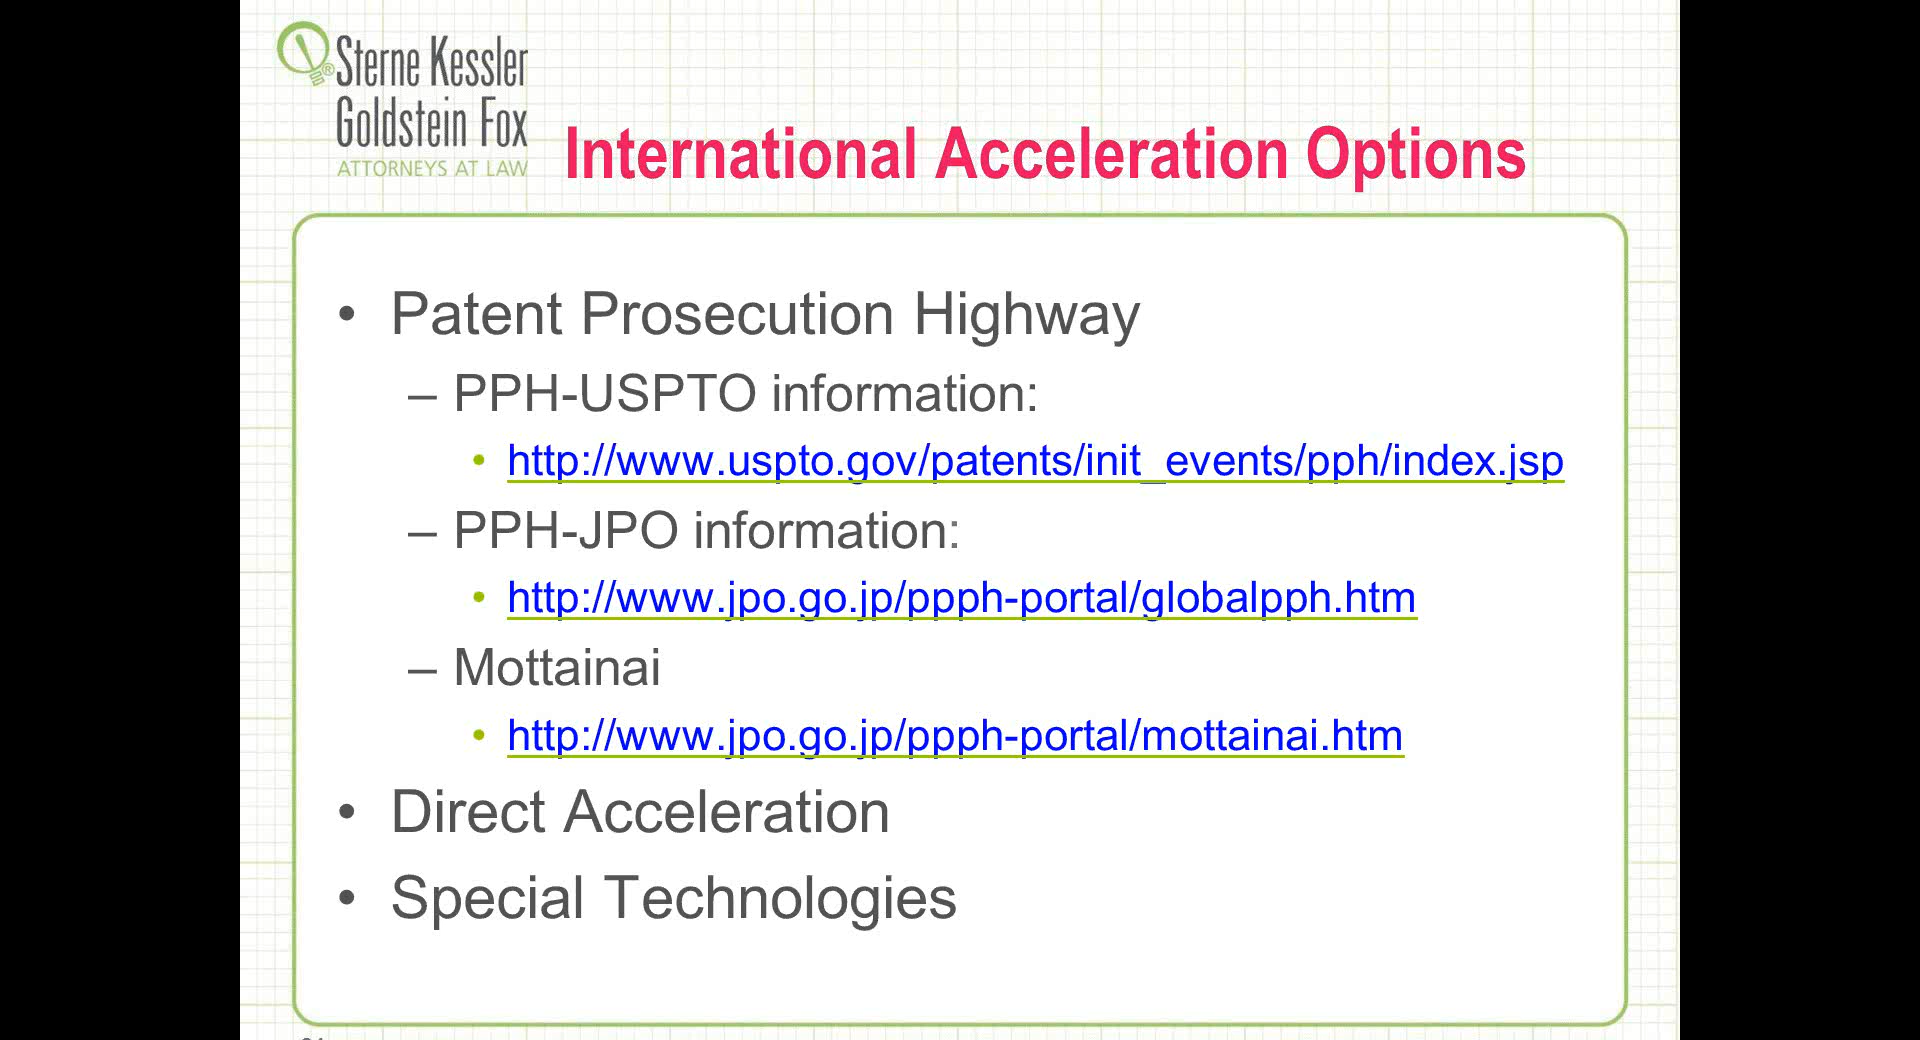 Sterne Kessler
Goldstein Fox
ATTORNEYS AT LAW
International Acceleration Options
• Patent Prosecution Highway
– PPH-USPTO information:
• http://www.uspto.gov/patents/init_events/pph/index.jsp
– PPH-JPO information:
• http://www.jpo.go.jp/ppph-portal/globalpph.htm
– Mottainai
• http://www.jpo.go.jp/ppph-portal/mottainai.htm
• Direct Acceleration
• Special Technologies